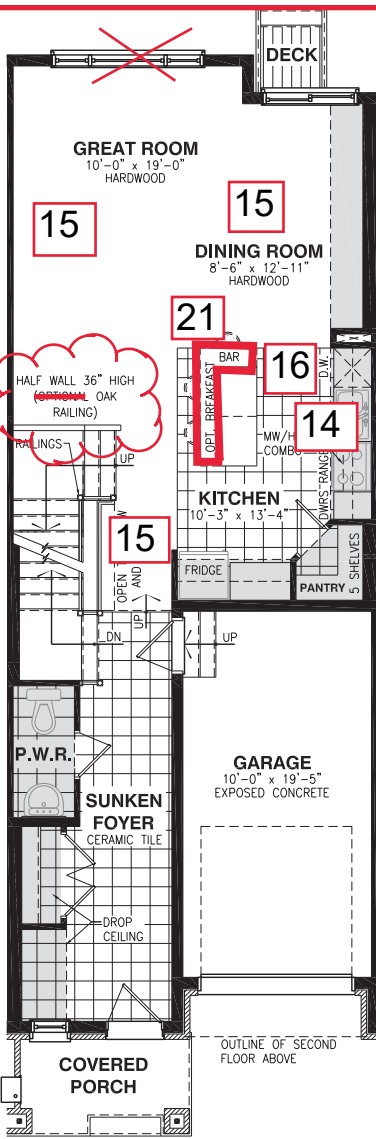 DECK
GREAT ROOM
10'-0" x 19'-0"
HARDWOOD
15
15
DINING ROOM
8'-6" x 12'-11"
HARDWOOD
21
BAR
16
D.W.
HALF WALL 36" HIGH
(OPTIONAL OAK
RAILING)
OPT. BREAKFAST
14
RAILINGS
UP
MW/H
COMBO
DWRS
RANGE
KITCHEN
10'-3" x 13'-4"
15
OPEN
AND
W
FRIDGE
PANTRY
5 SHELVES
UP
DN
UP
P.W.R.
GARAGE
10'-0" x 19'-5"
EXPOSED CONCRETE
SUNKEN
FOYER
CERAMIC TILE
DROP
CEILING
OUTLINE OF SECOND
FLOOR ABOVE
COVERED
PORCH